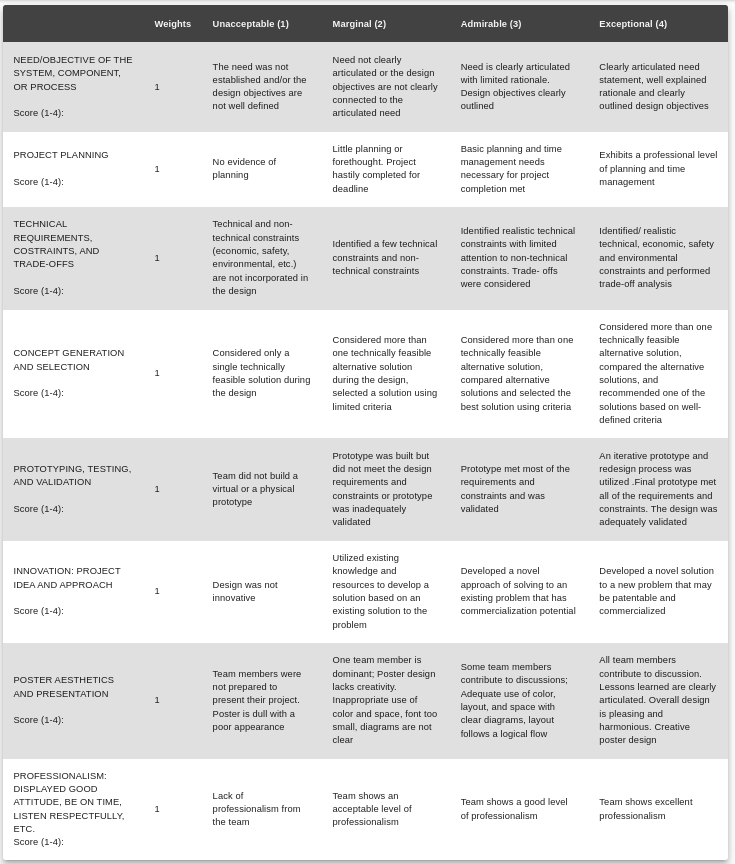 Weights Unacceptable (1) Marginal (2) Admirable (3) Exceptional (4)
NEED/OBJECTIVE OF THE
SYSTEM, COMPONENT,
OR PROCESS
Score (1-4):
1
The need was not
established and/or the
design objectives are
not well defined
Need not clearly
articulated or the design
objectives are not clearly
connected to the
articulated need
Need is clearly articulated
with limited rationale.
Design objectives clearly
outlined
Clearly articulated need
statement, well explained
rationale and clearly
outlined design objectives
PROJECT PLANNING
Score (1-4):
1
No evidence of
planning
Little planning or
forethought. Project
hastily completed for
deadline
Basic planning and time
management needs
necessary for project
completion met
Exhibits a professional level
of planning and time
management
TECHNICAL
REQUIREMENTS,
COSTRAINTS, AND
TRADE-OFFS
Score (1-4):
1
Technical and non-
technical constraints
(economic, safety,
environmental, etc.)
are not incorporated in
the design
Identified a few technical
constraints and non-
technical constraints
Identified realistic technical
constraints with limited
attention to non-technical
constraints. Trade- offs
were considered
Identified/ realistic
technical, economic, safety
and environmental
constraints and performed
trade-off analysis
CONCEPT GENERATION
AND SELECTION
Score (1-4):
1
Considered only a
single technically
feasible solution during
the design
Considered more than
one technically feasible
alternative solution
during the design,
selected a solution using
limited criteria
Considered more than one
technically feasible
alternative solution,
compared alternative
solutions and selected the
best solution using criteria
Considered more than one
technically feasible
alternative solution,
compared the alternative
solutions, and
recommended one of the
solutions based on well-
defined criteria
PROTOTYPING, TESTING,
AND VALIDATION
Score (1-4):
1
Team did not build a
virtual or a physical
prototype
Prototype was built but
did not meet the design
requirements and
constraints or prototype
was inadequately
validated
Prototype met most of the
requirements and
constraints and was
validated
An iterative prototype and
redesign process was
utilized .Final prototype met
all of the requirements and
constraints. The design was
adequately validated
INNOVATION: PROJECT
IDEA AND APPROACH
Score (1-4):
1
Design was not
innovative
Utilized existing
knowledge and
resources to develop a
solution based on an
existing solution to the
problem
Developed a novel
approach of solving to an
existing problem that has
commercialization potential
Developed a novel solution
to a new problem that may
be patentable and
commercialized
POSTER AESTHETICS
AND PRESENTATION
Score (1-4):
1
Team members were
not prepared to
present their project.
Poster is dull with a
poor appearance
One team member is
dominant; Poster design
lacks creativity.
Inappropriate use of
color and space, font too
small, diagrams are not
clear
Some team members
contribute to discussions;
Adequate use of color,
layout, and space with
clear diagrams, layout
follows a logical flow
All team members
contribute to discussion.
Lessons learned are clearly
articulated. Overall design
is pleasing and
harmonious. Creative
poster design
PROFESSIONALISM:
DISPLAYED GOOD
ATTITUDE, BE ON TIME,
LISTEN RESPECTFULLY,
ETC.
Score (1-4):
1
Lack of
professionalism from
the team
Team shows an
acceptable level of
professionalism
Team shows a good level
of professionalism
Team shows excellent
professionalism